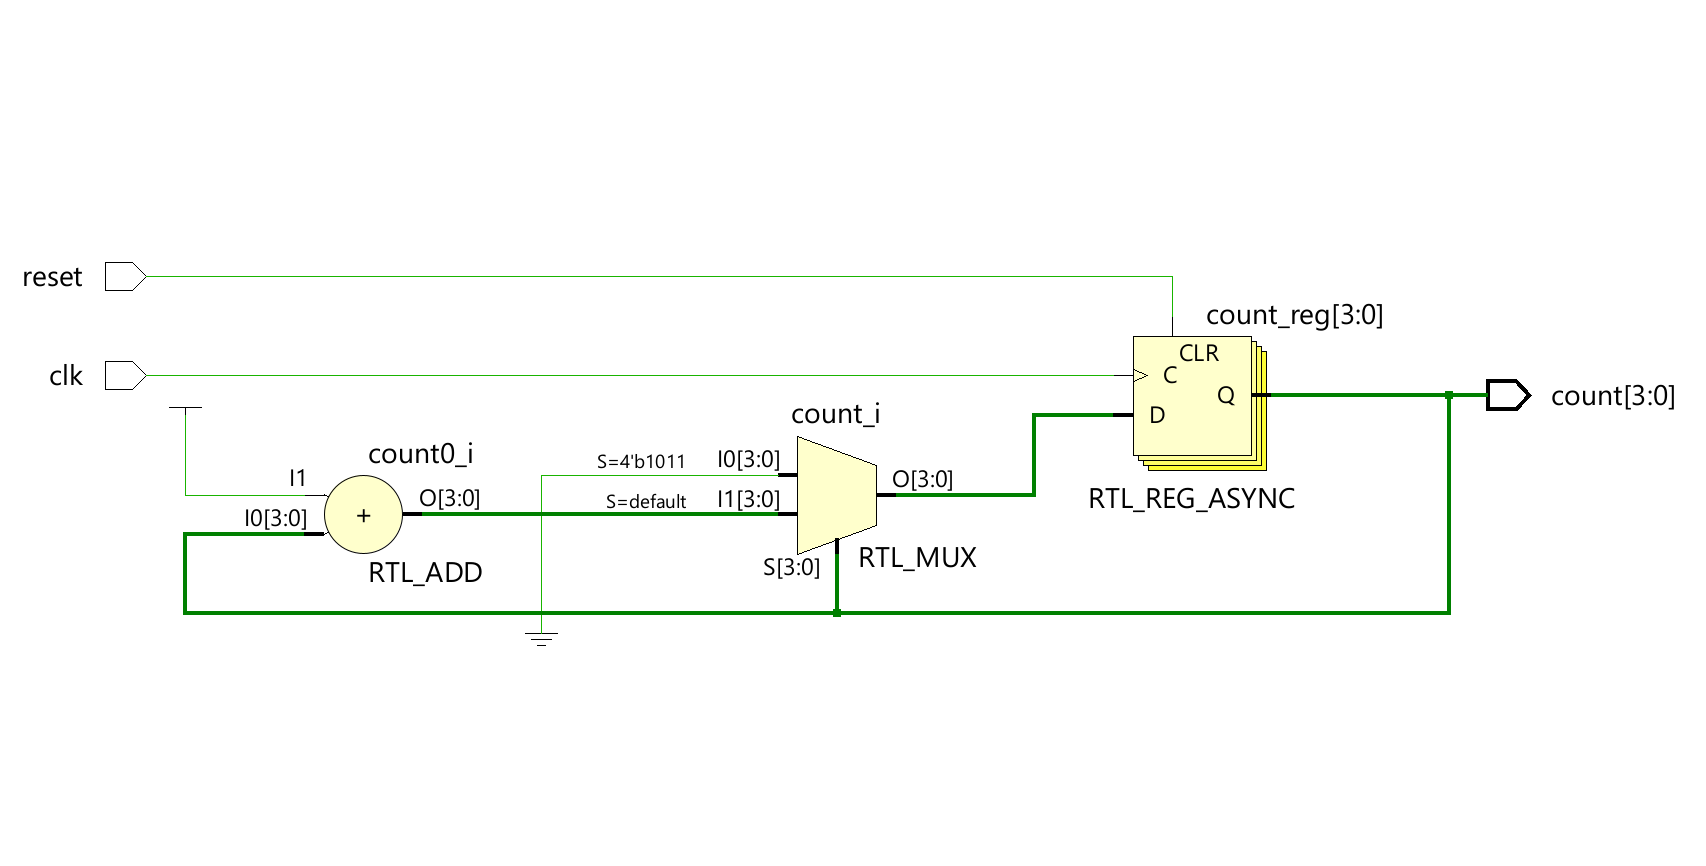 reset
count_reg[3:0]
CLR
clk
C
Q
count[3:0]
count_i
D
count0_i
S=4'b1011
I0[3:0]
I1
O[3:0]
O[3:0]
S=default
I1[3:0]
RTL_REG_ASYNC
I0[3:0]
+
S[3:0]
RTL_MUX
RTL_ADD